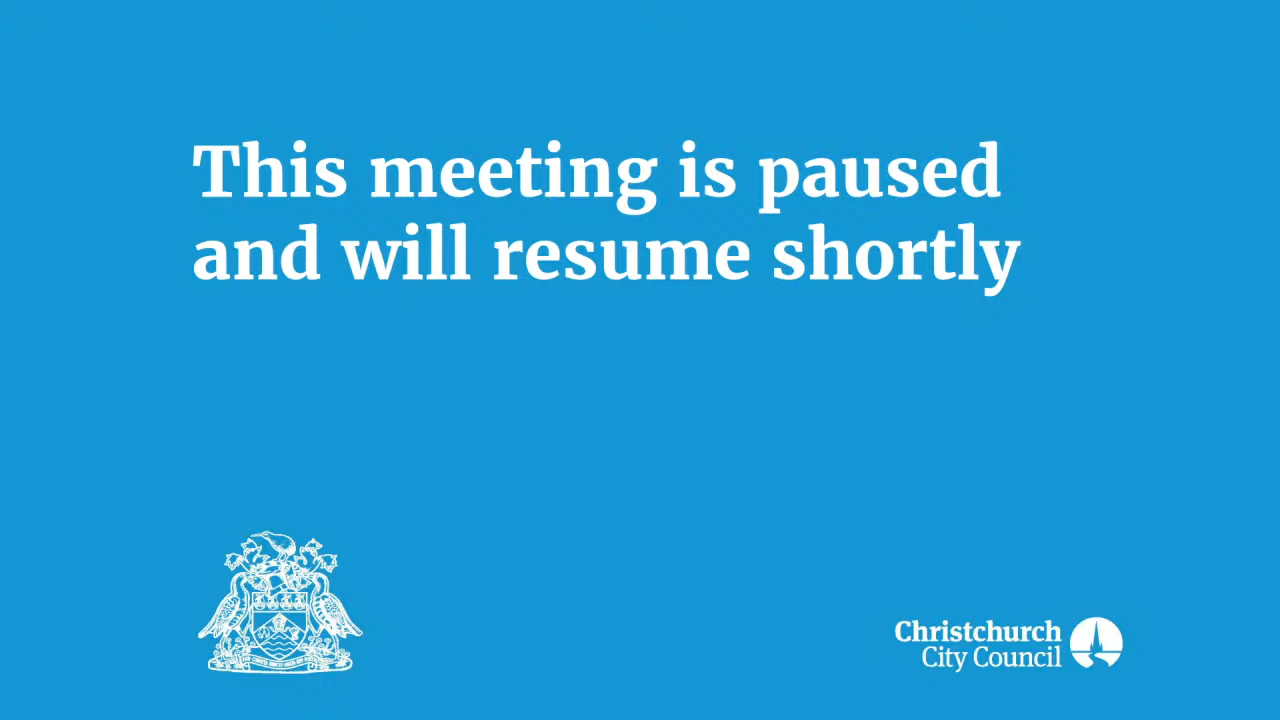 This meeting is paused
and will resume shortly
Christchurch
City Council